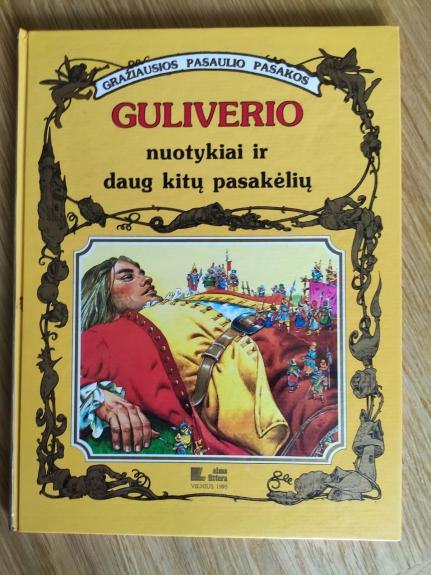 GRAŽIAUSIOS PASAULIO PASAKOS
GULIVERIO
nuotykiai ir
daug kitų pasakėlių
alma
littera
VILNIUS 1995